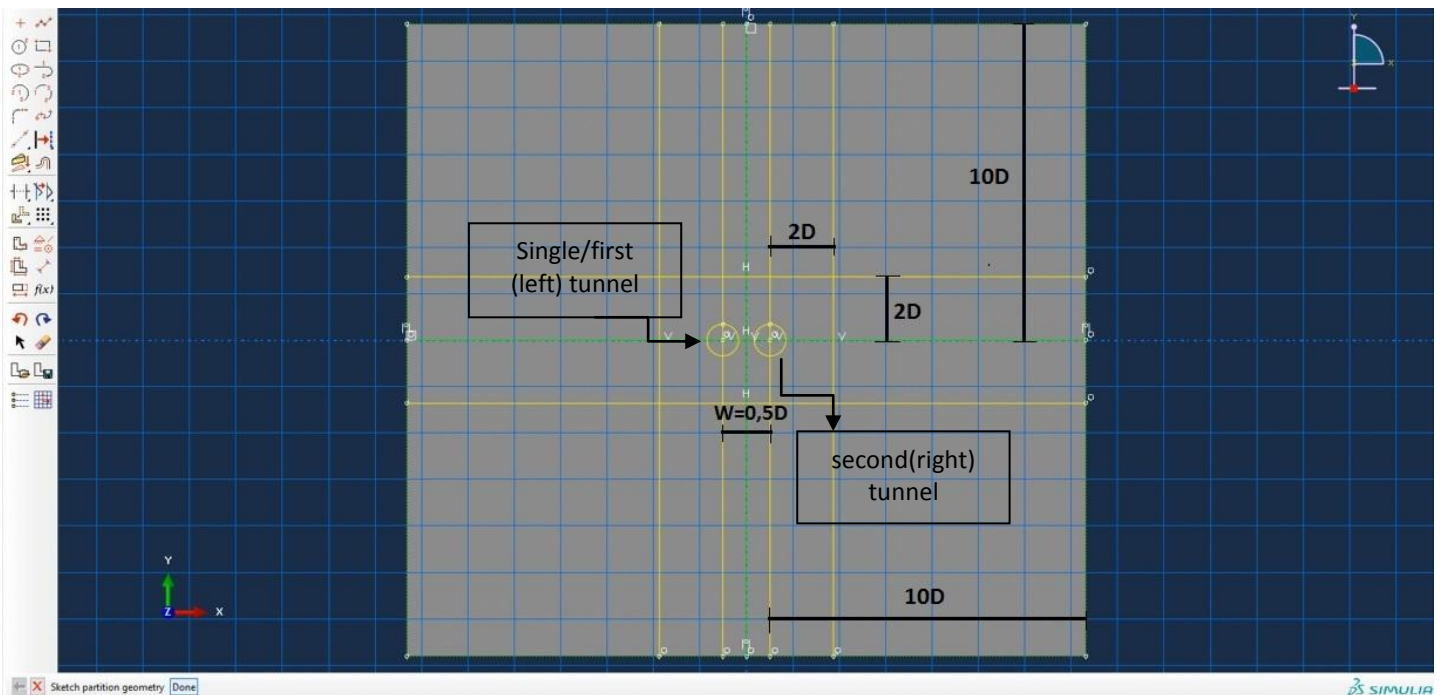 10D
2D
Single/first
(left) tunnel
H
2D
H
V
V
V
H
W=0,5D
second(right)
tunnel
10D
Y
X
Y
Z
X
f(x)
Sketch partition geometry
Done
SIMULIA